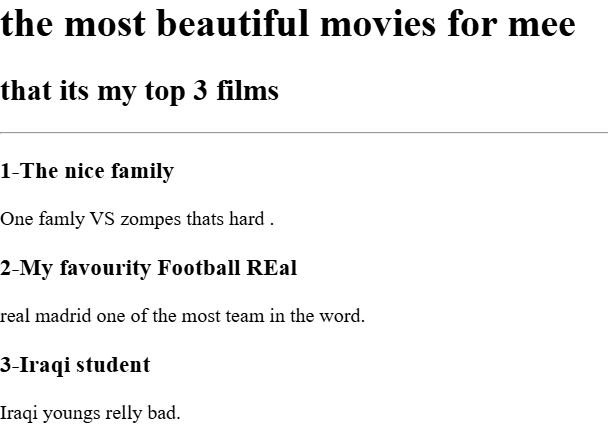 the most beautiful movies for mee
that its my top 3 films
1-The nice family
One famly VS zompes thats hard .
2-My favourity Football REal
real madrid one of the most team in the word.
3-Iraqi student
Iraqi youngs relly bad.